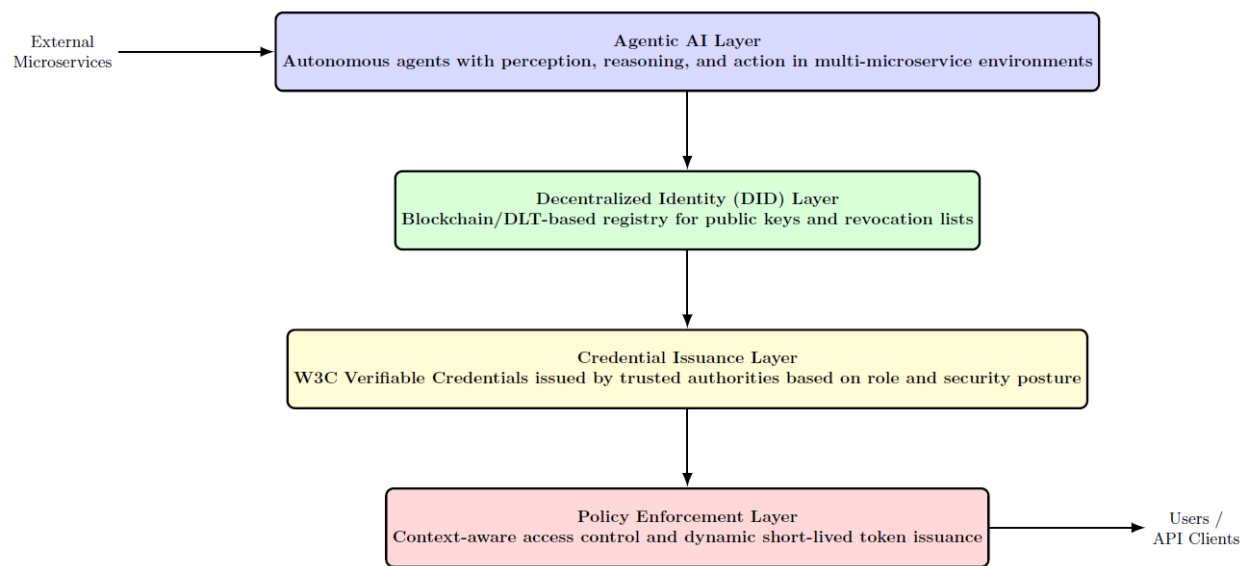 External
Microservices
Agentic AI Layer
Autonomous agents with perception, reasoning, and action in multi-microservice environments
Decentralized Identity (DID) Layer
Blockchain/DLT-based registry for public keys and revocation lists
Credential Issuance Layer
W3C Verifiable Credentials issued by trusted authorities based on role and security posture
Policy Enforcement Layer
Context-aware access control and dynamic short-lived token issuance
Users /
API Clients